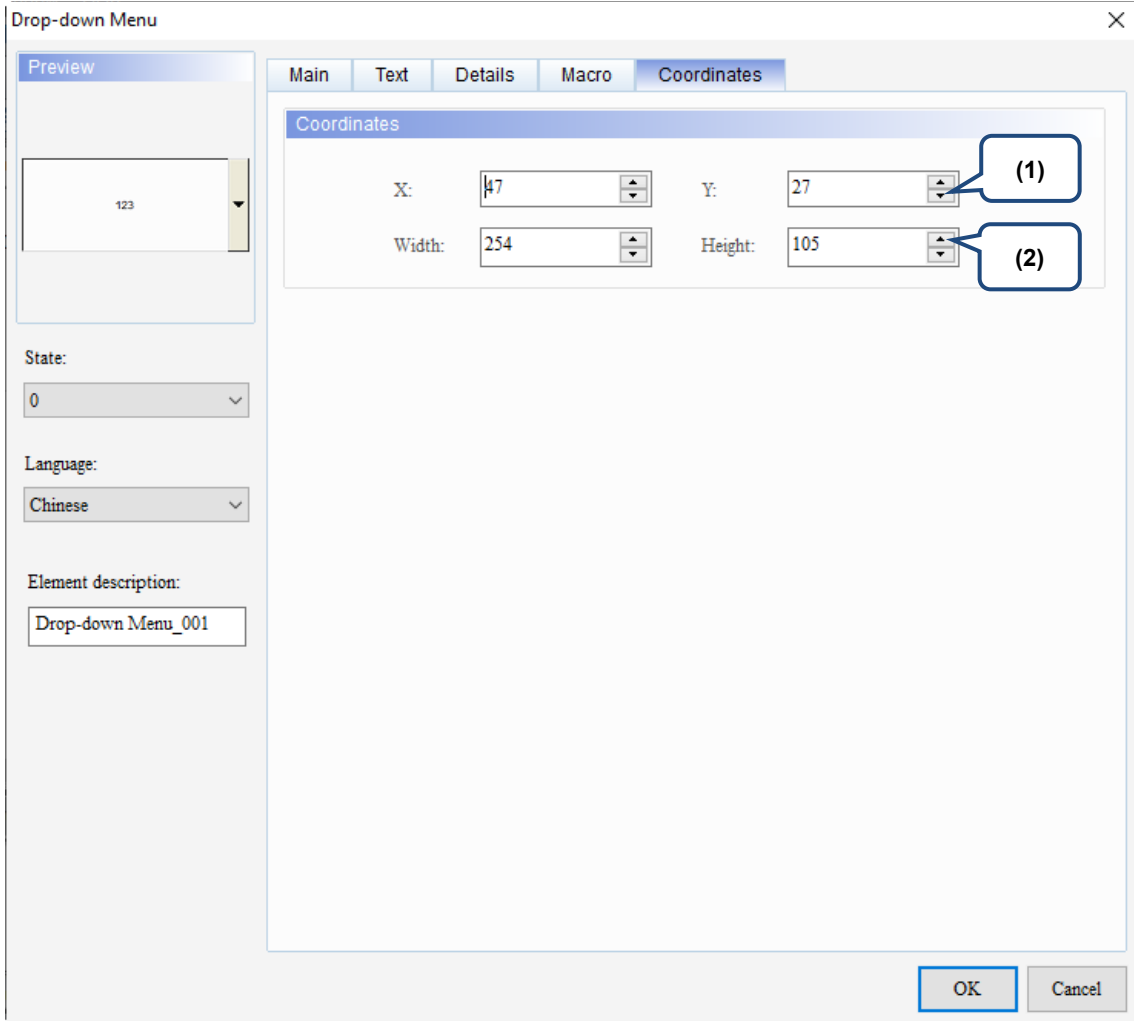 Drop-down Menu
Preview
Main Text Details Macro Coordinates
Coordinates
X: 47 Y: 27
(1)
Width: 254 Height: 105
(2)
123
State:
0
Language:
Chinese
Element description:
Drop-down Menu_001
OK Cancel